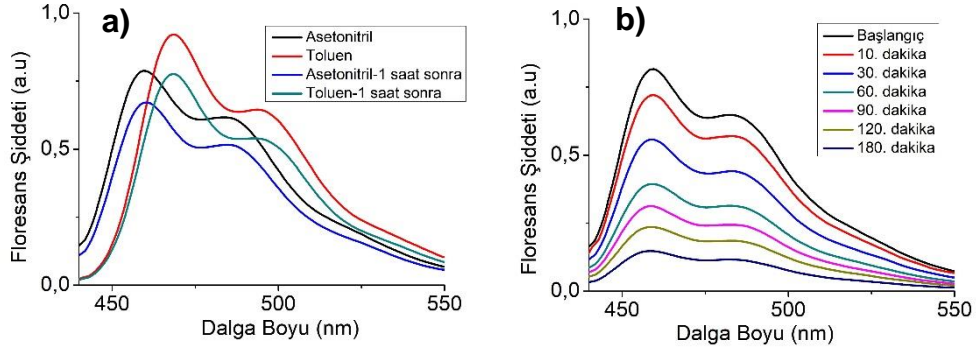 a)
Floresans Şiddeti (a.u)
1,0
0,5
0,0
450
500
550
Dalga Boyu (nm)
Asetonitril
Toluen
Asetonitril-1 saat sonra
Toluen-1 saat sonra
b)
Floresans Şiddeti (a.u)
1,0
0,5
0,0
450
500
550
Dalga Boyu (nm)
Başlangıç
10. dakika
30. dakika
60. dakika
90. dakika
120. dakika
180. dakika